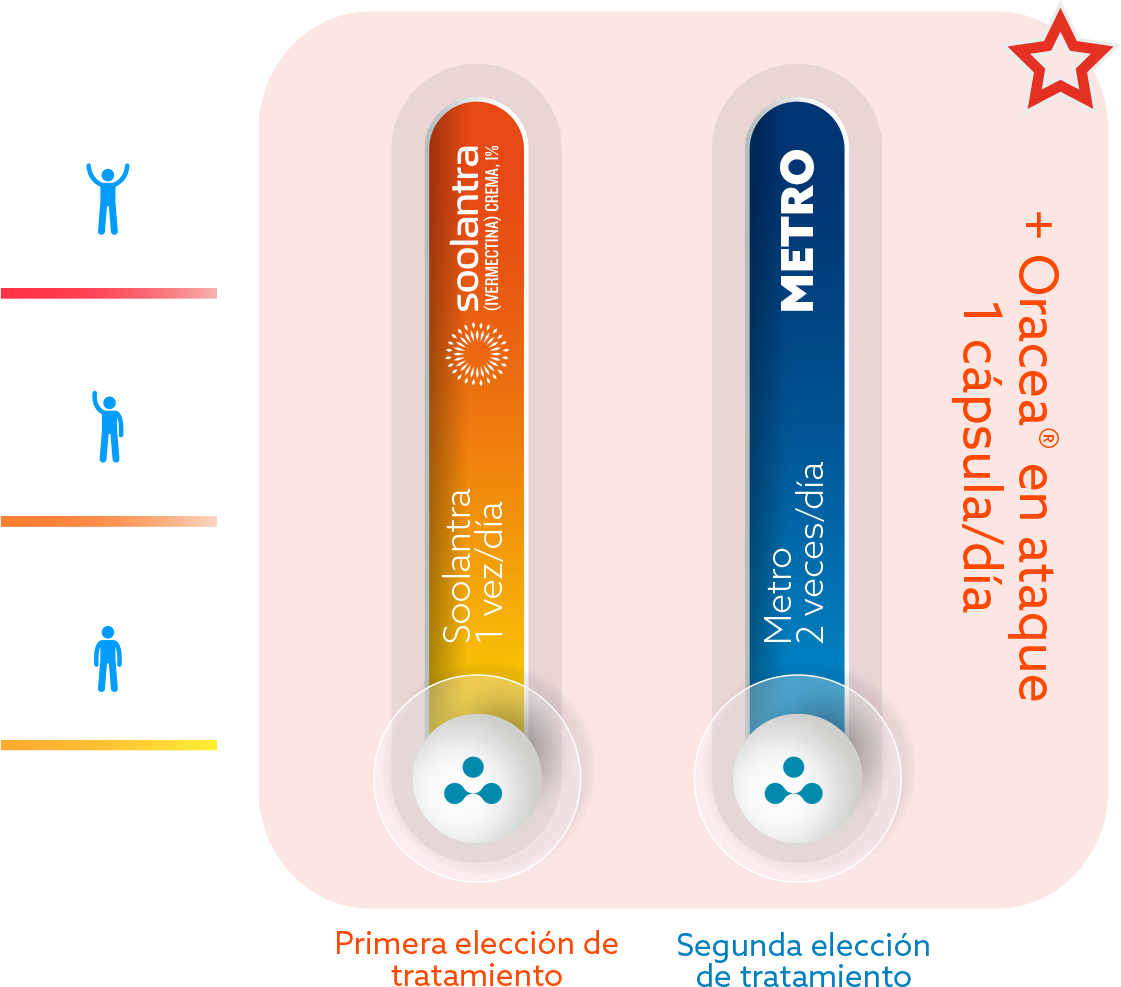 soolantra
(IVERMECTINA) CREMA, 1%
Soolantra
1 vez/día
METRO
Metro
2 veces/día
+ Oracea® en ataque
1 cápsula/día
Primera elección de
tratamiento
Segunda elección
de tratamiento